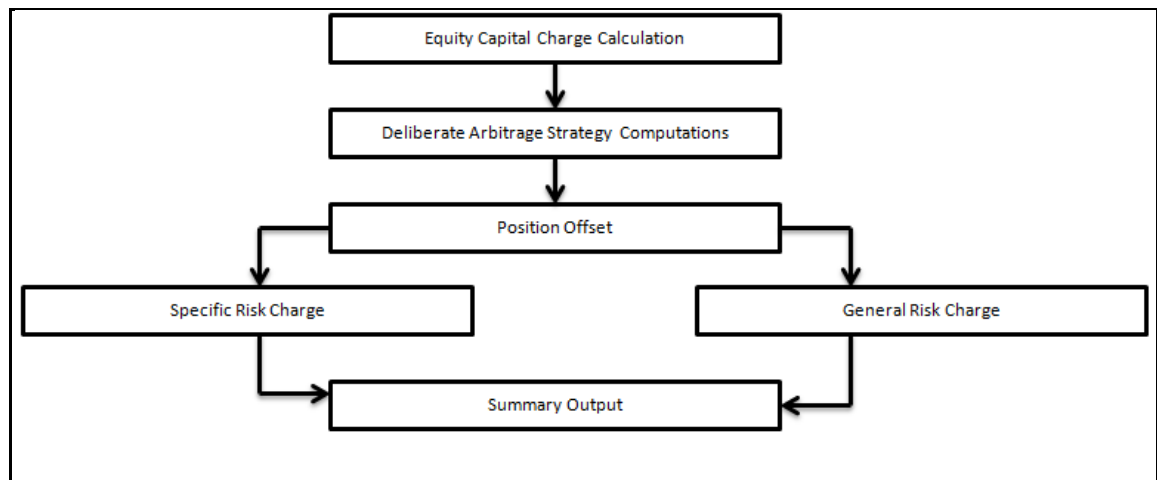 Equity Capital Charge Calculation
Deliberate Arbitrage Strategy Computations
Position Offset
Specific Risk Charge
General Risk Charge
Summary Output